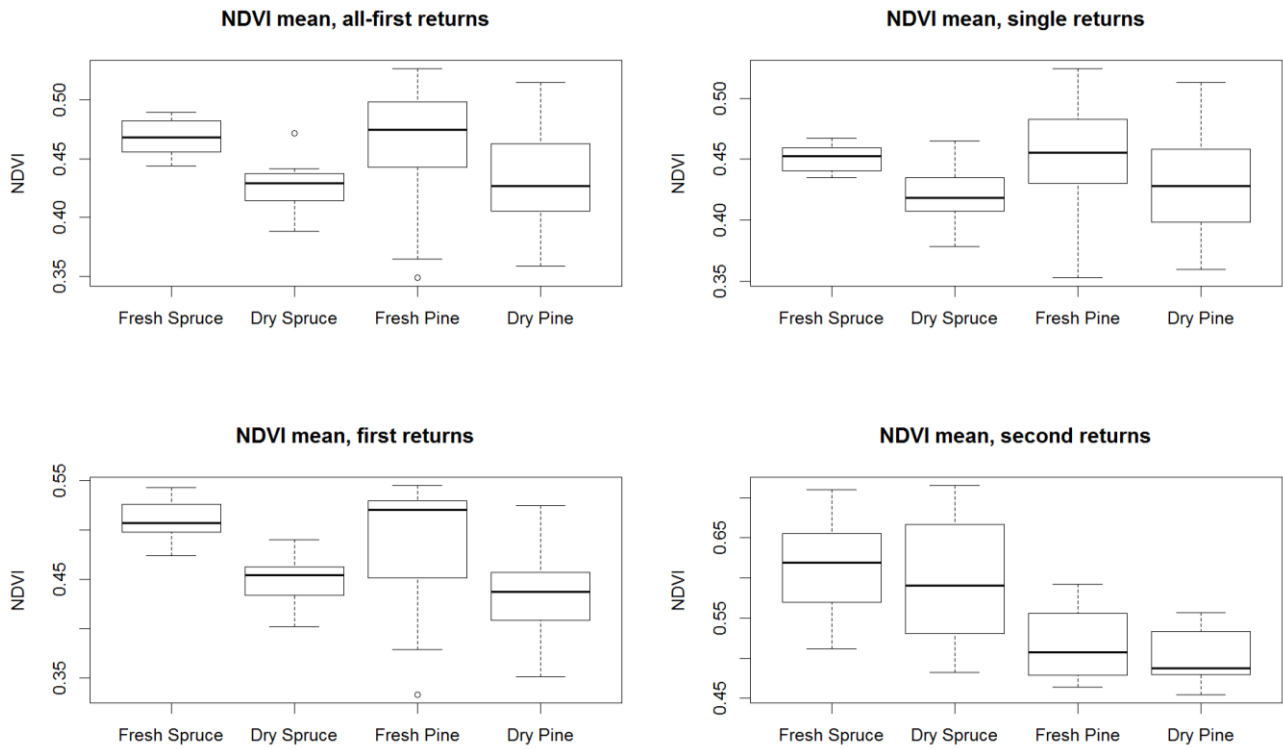 NDVI mean, all-first returns
NDVI
0.50
0.45
0.40
0.35
Fresh Spruce Dry Spruce Fresh Pine Dry Pine
NDVI mean, single returns
NDVI
0.50
0.45
0.40
0.35
Fresh Spruce Dry Spruce Fresh Pine Dry Pine
NDVI mean, first returns
NDVI
0.55
0.45
0.35
Fresh Spruce Dry Spruce Fresh Pine Dry Pine
NDVI mean, second returns
NDVI
0.65
0.55
0.45
Fresh Spruce Dry Spruce Fresh Pine Dry Pine